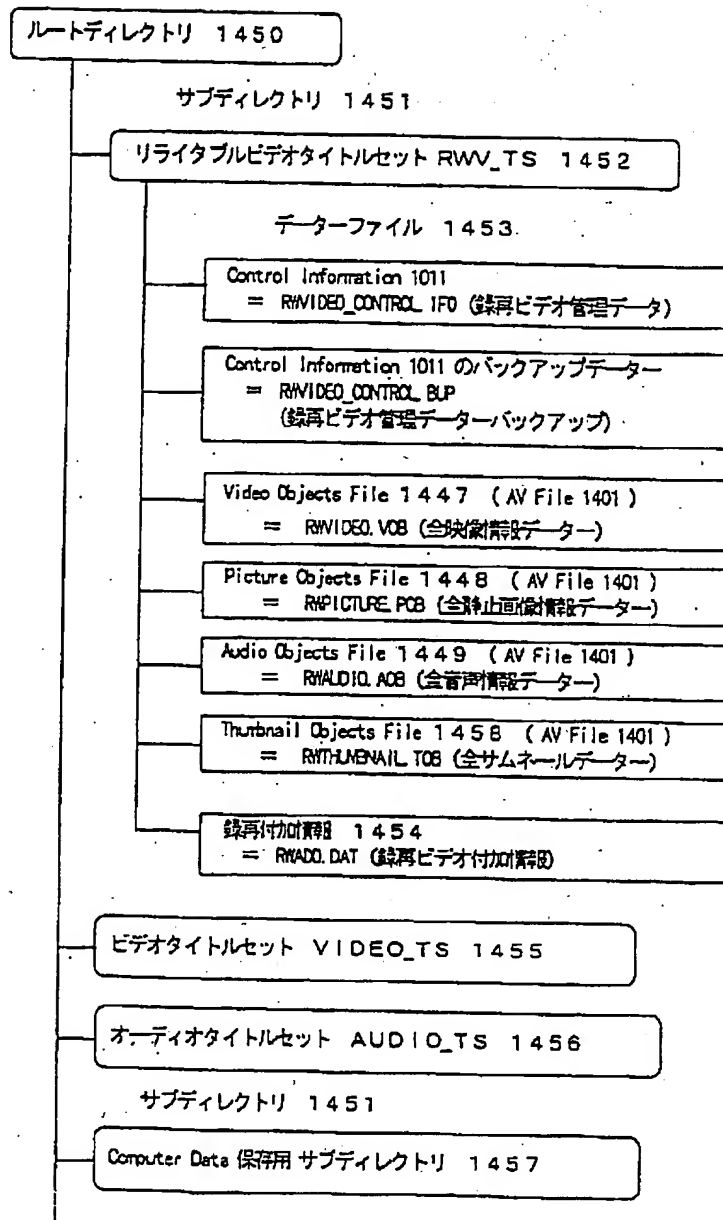 ルートディレクトリ 1450
サブディレクトリ 1451
リライタブルビデオタイトルセット RWV_TS 1452
データーファイル 1453
Control Information 1011
= RWVIDEO_CONTROL.IFO (録再ビデオ管理データ)
Control Information 1011 のバックアップデーター
= RWVIDEO_CONTROL.BUP
(録再ビデオ管理データーバックアップ)
Video Objects File 1447 (AV File 1401)
= RWVIDEO.VOB (全映像情報データー)
Picture Objects File 1448 (AV File 1401)
= RWPICTURE.POB (全静止画像情報データー)
Audio Objects File 1449 (AV File 1401)
= RWAUDIO.AOB (全音声情報データー)
Thumbnail Objects File 1458 (AV File 1401)
= RWTHUMBNAIL.TOB (全サムネールデーター)
録再付加情報 1454
= RWADD.DAT (録再ビデオ付加情報)
ビデオタイトルセット VIDEO_TS 1455
オーディオタイトルセット AUDIO_TS 1456
サブディレクトリ 1451
Computer Data 保存用 サブディレクトリ 1457